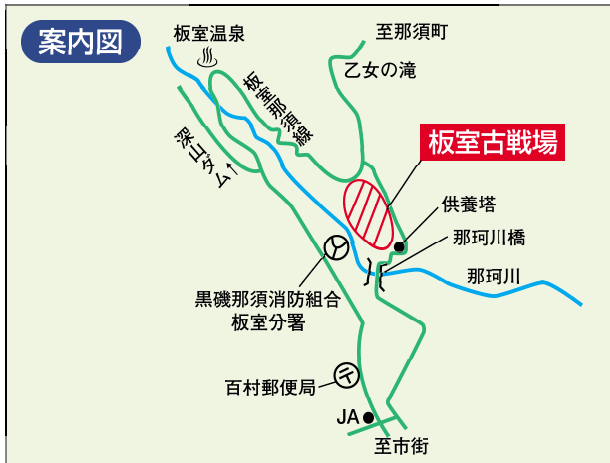 案内図
板室温泉
至那須町
乙女の滝
板室那須線
深山ダム↑
板室古戦場
供養塔
那珂川橋
那珂川
黒磯那須消防組合
板室分署
百村郵便局
JA
至市街